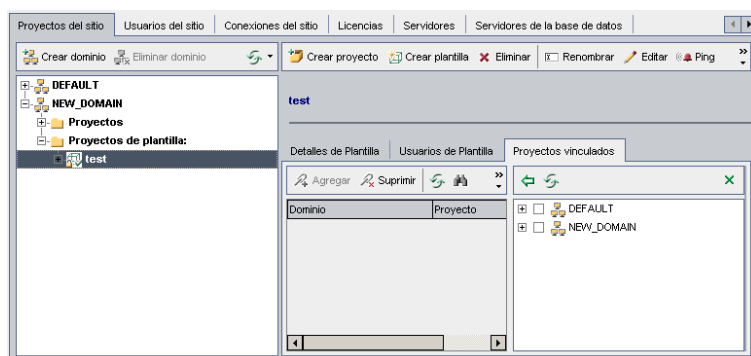 Proyectos del sitio Usuarios del sitio Conexiones del sitio Licencias Servidores Servidores de la base de datos
Crear dominio Eliminar dominio Crear proyecto Crear plantilla Eliminar Renombrar Editar Ping
DEFAULT
NEW_DOMAIN
Proyectos
Proyectos de plantilla:
test
test
Detalles de Plantilla Usuarios de Plantilla Proyectos vinculados
Agregar Suprimir
Dominio Proyecto
DEFAULT
NEW_DOMAIN